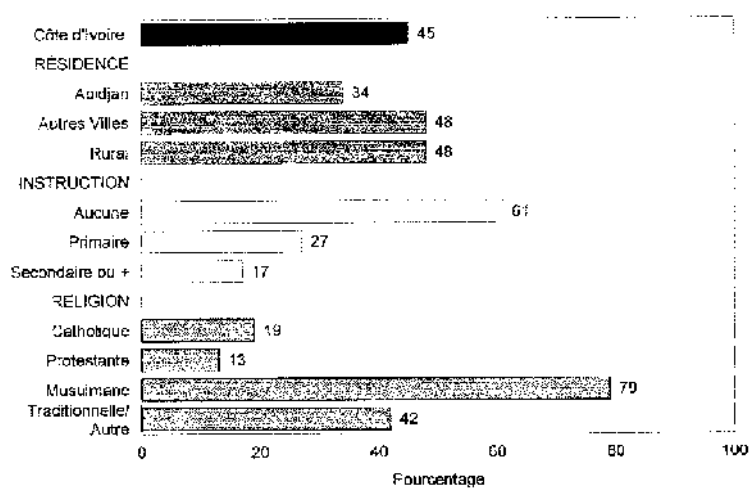 Côte d'Ivoire 45
RÉSIDENCE
Abidjan 34
Autres Villes 48
Rural 48
INSTRUCTION
Aucune 61
Primaire 27
Secondaire ou + 17
RELIGION
Catholique 19
Protestante 13
Musulmane 79
Traditionnelle/
Autre 42
0 20 40 60 80 100
Pourcentage